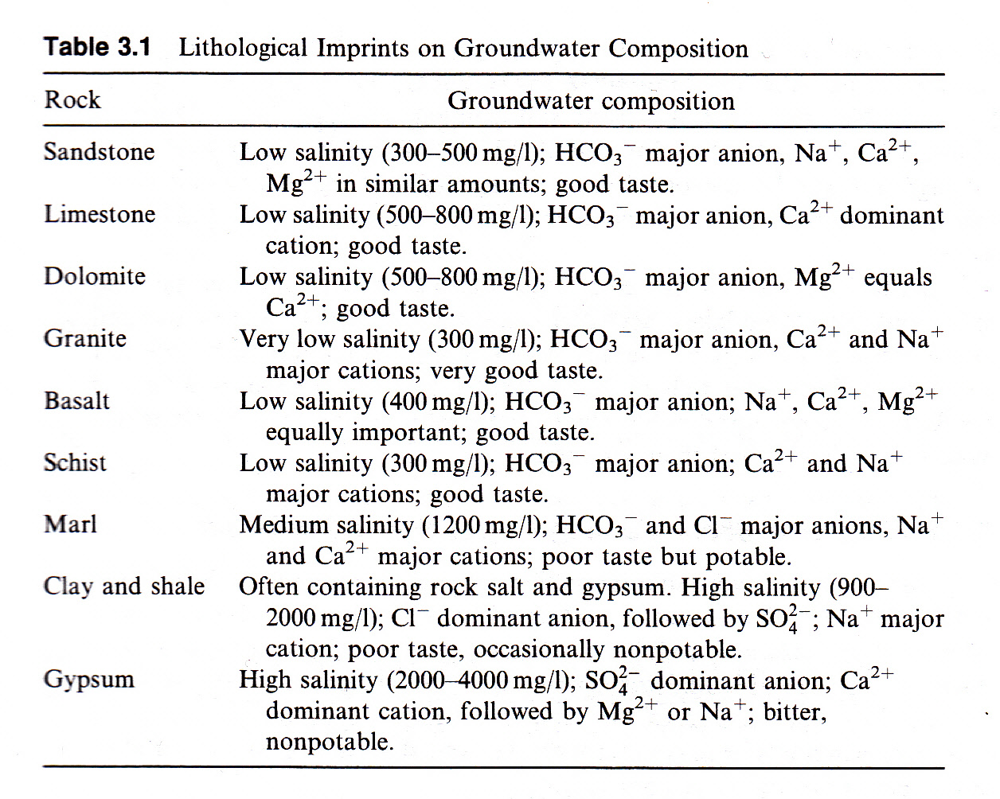 Table 3.1 Lithological Imprints on Groundwater Composition
Rock Groundwater composition
Sandstone Low salinity (300–500 mg/l); HCO₃⁻ major anion, Na⁺, Ca²⁺,
Mg²⁺ in similar amounts; good taste.
Limestone Low salinity (500–800 mg/l); HCO₃⁻ major anion, Ca²⁺ dominant
cation; good taste.
Dolomite Low salinity (500–800 mg/l); HCO₃⁻ major anion, Mg²⁺ equals
Ca²⁺; good taste.
Granite Very low salinity (300 mg/l); HCO₃⁻ major anion, Ca²⁺ and Na⁺
major cations; very good taste.
Basalt Low salinity (400 mg/l); HCO₃⁻ major anion; Na⁺, Ca²⁺, Mg²⁺
equally important; good taste.
Schist Low salinity (300 mg/l); HCO₃⁻ major anion; Ca²⁺ and Na⁺
major cations; good taste.
Marl Medium salinity (1200 mg/l); HCO₃⁻ and Cl⁻ major anions, Na⁺
and Ca²⁺ major cations; poor taste but potable.
Clay and shale Often containing rock salt and gypsum. High salinity (900–
2000 mg/l); Cl⁻ dominant anion, followed by SO₄²⁻; Na⁺ major
cation; poor taste, occasionally nonpotable.
Gypsum High salinity (2000–4000 mg/l); SO₄²⁻ dominant anion; Ca²⁺
dominant cation, followed by Mg²⁺ or Na⁺; bitter,
nonpotable.